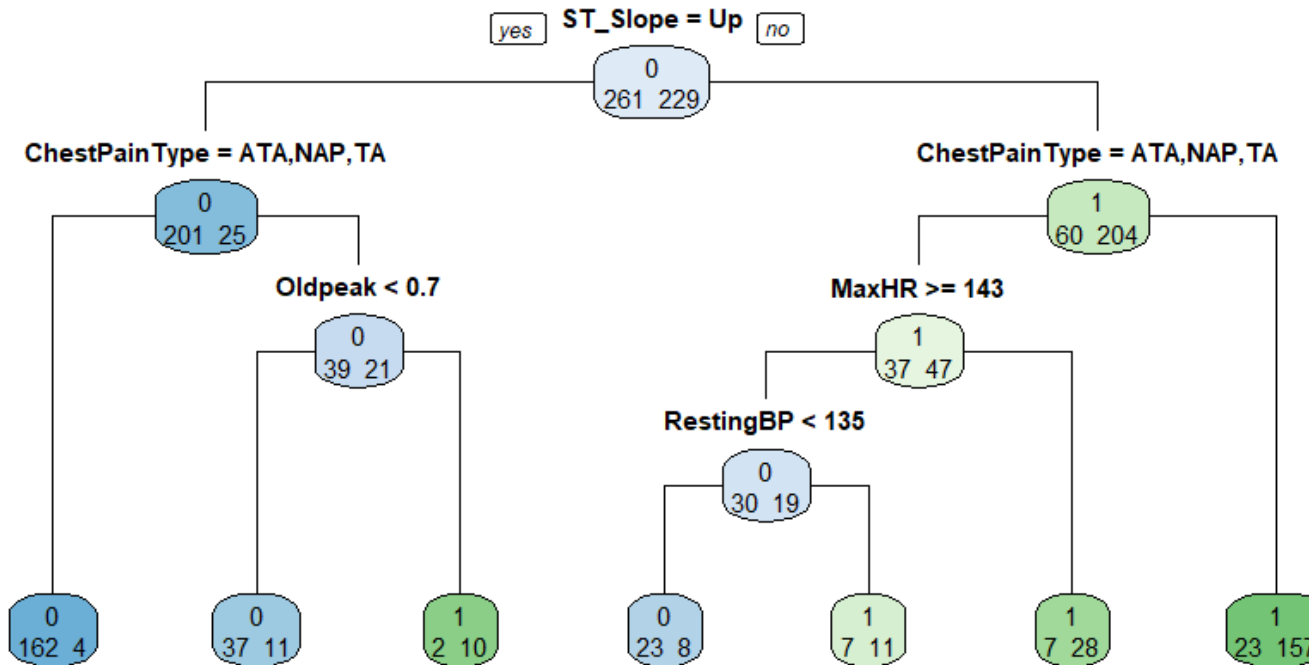 yes ST_Slope = Up no
0
261 229
ChestPainType = ATA,NAP,TA ChestPainType = ATA,NAP,TA
0 1
201 25 60 204
Oldpeak < 0.7 MaxHR >= 143
0 1
39 21 37 47
RestingBP < 135
0
30 19
0 0 1 0 1 1 1
162 4 37 11 2 10 23 8 7 11 7 28 23 157